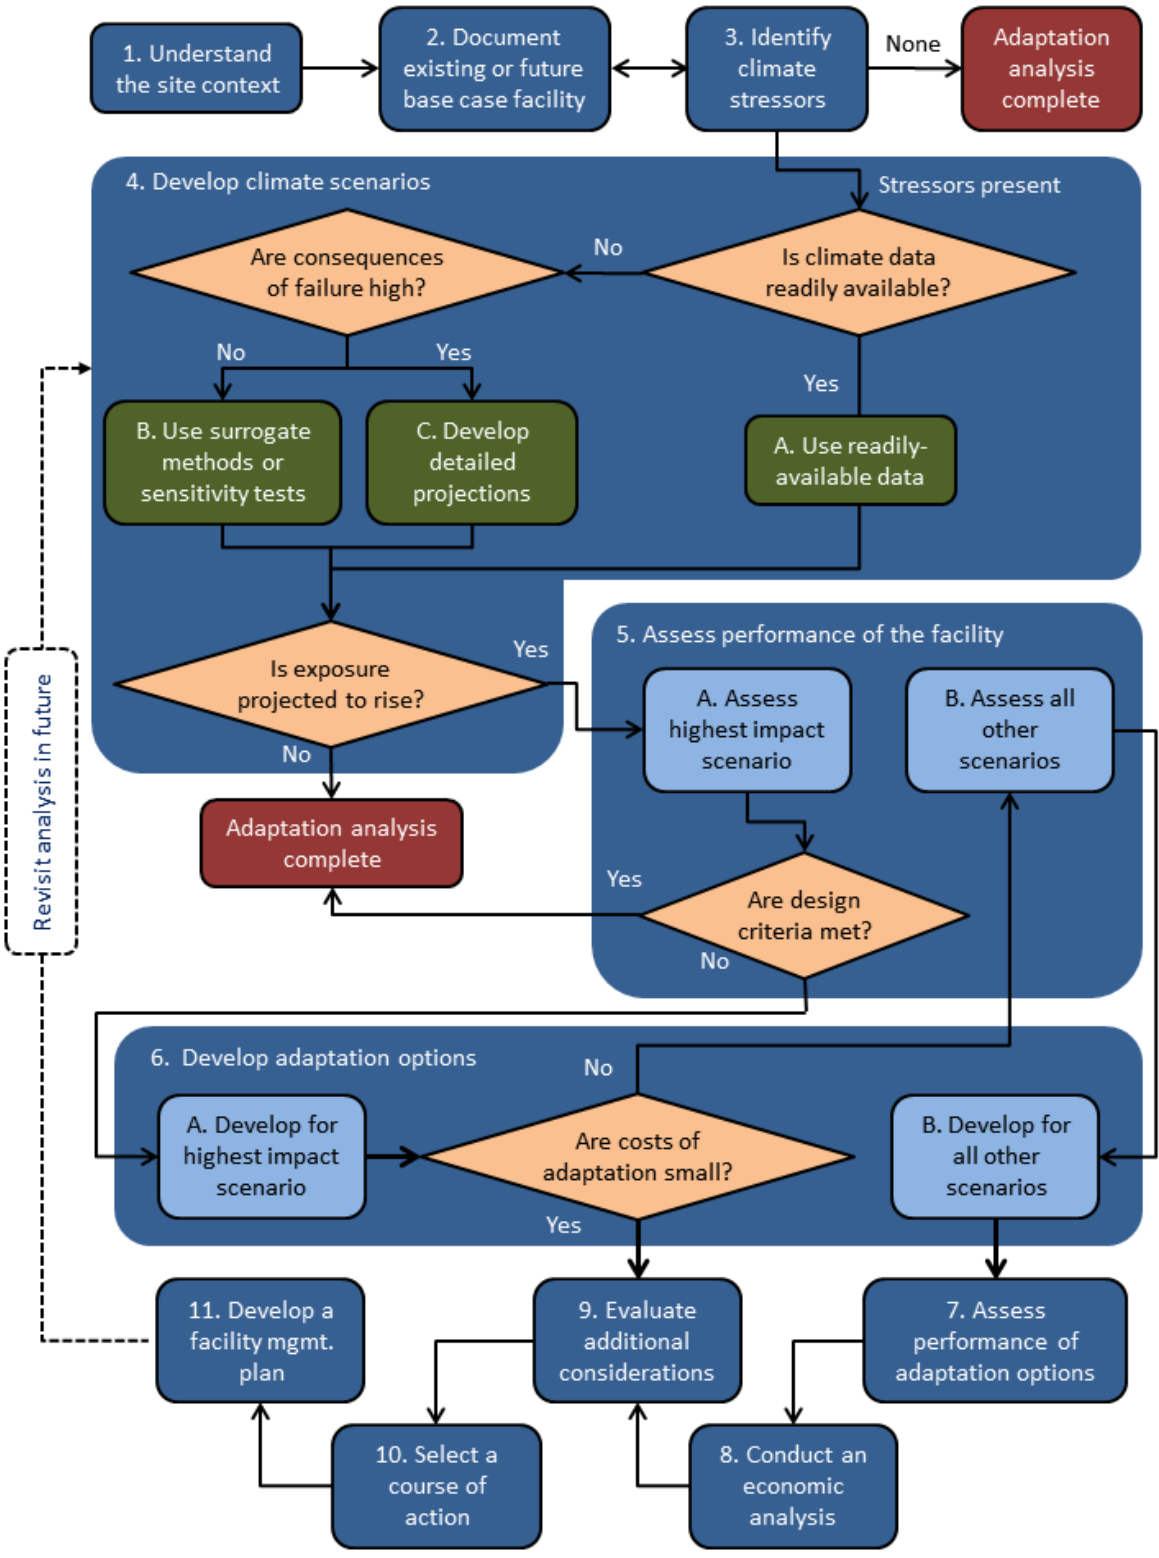 1. Understand
the site context
2. Document
existing or future
base case facility
3. Identify
climate
stressors
None
Adaptation
analysis
complete
4. Develop climate scenarios
Stressors present
Are consequences
of failure high?
No
Is climate data
readily available?
No
Yes
Yes
B. Use surrogate
methods or
sensitivity tests
C. Develop
detailed
projections
A. Use readily-
available data
Is exposure
projected to rise?
Yes
No
Adaptation analysis
complete
Revisit analysis in future
5. Assess performance of the facility
A. Assess
highest impact
scenario
B. Assess all
other
scenarios
Yes
Are design
criteria met?
No
6. Develop adaptation options
No
A. Develop for
highest impact
scenario
Are costs of
adaptation small?
Yes
B. Develop for
all other
scenarios
11. Develop a
facility mgmt.
plan
9. Evaluate
additional
considerations
7. Assess
performance of
adaptation options
10. Select a
course of
action
8. Conduct an
economic
analysis